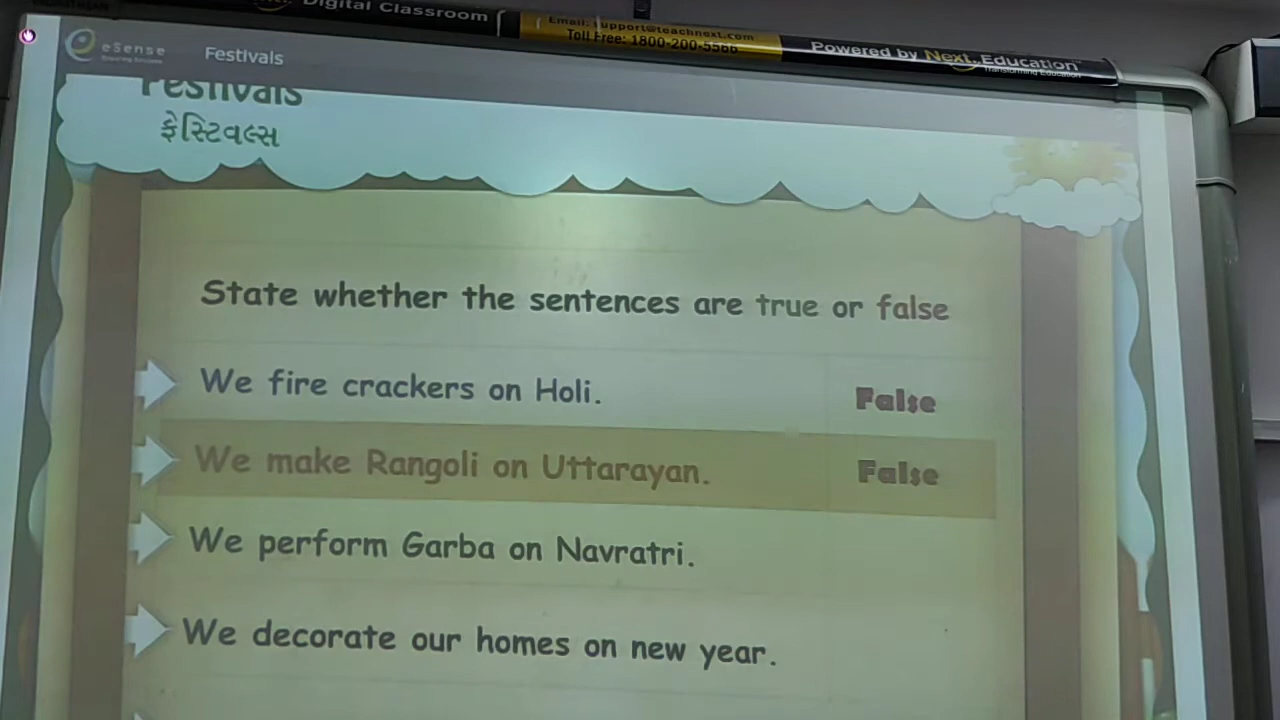 Digital Classroom
Email: support@teachnext.com
Toll Free: 1800-200-5566
Powered by Next Education
Transforming Education
eSense
Festivals
Festivals
ફેસ્ટિવલ્સ
State whether the sentences are true or false
We fire crackers on Holi. False
We make Rangoli on Uttarayan. False
We perform Garba on Navratri.
We decorate our homes on new year.